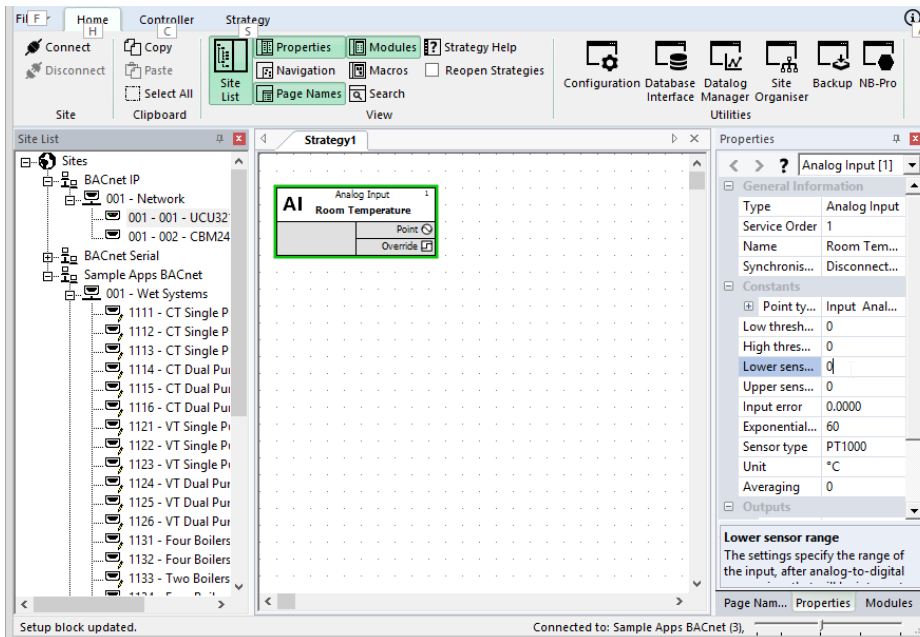 Fil F
Home
Controller
Strategy
H
C
S
Connect
Disconnect
Site
Copy
Paste
Select All
Clipboard
Site
List
Properties
Modules
Strategy Help
Navigation
Macros
Reopen Strategies
Page Names
Search
View
Configuration
Database
Interface
Datalog
Manager
Site
Organiser
Backup
NB-Pro
Utilities
Site List
Sites
BACnet IP
001 - Network
001 - 001 - UCU32
001 - 002 - CBM24
BACnet Serial
Sample Apps BACnet
001 - Wet Systems
1111 - CT Single P
1112 - CT Single P
1113 - CT Single P
1114 - CT Dual Pu
1115 - CT Dual Pu
1116 - CT Dual Pu
1121 - VT Single P
1122 - VT Single P
1123 - VT Single P
1124 - VT Dual Pur
1125 - VT Dual Pur
1126 - VT Dual Pur
1131 - Four Boilers
1132 - Four Boilers
1133 - Two Boilers
Strategy1
AI
Analog Input
1
Room Temperature
Point
Override
Properties
? Analog Input [1]
General Information
Type Analog Input
Service Order 1
Name Room Tem...
Synchronis... Disconnect...
Constants
Point ty... Input Anal...
Low thresh... 0
High thres... 0
Lower sens... 0
Upper sens... 0
Input error 0.0000
Exponential... 60
Sensor type PT1000
Unit °C
Averaging 0
Outputs
Lower sensor range
The settings specify the range of
the input, after analog-to-digital
Page Nam... Properties Modules
Setup block updated.
Connected to: Sample Apps BACnet (3),